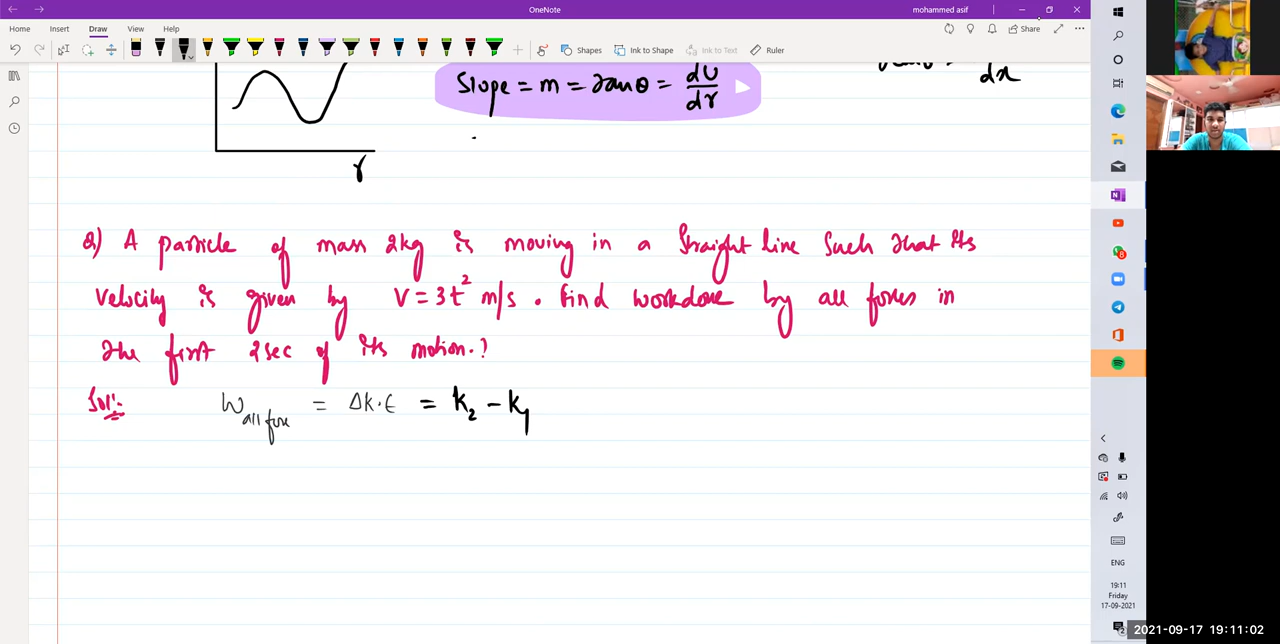 OneNote
mohammed asif
Home Insert Draw View Help
Share
Shapes Ink to Shape Ink to Text Ruler
Slope = m = tanθ = dU/dr
dx
r
Q) A particle of mass 2kg is moving in a straight line such that its
velocity is given by V = 3t² m/s . Find workdone by all forces in
the first 2sec of its motion.?
Sol:-
W all force = ΔK.E = K₂ - K₁
ENG
19:11
Friday
17-09-2021
2021-09-17 19:11:02